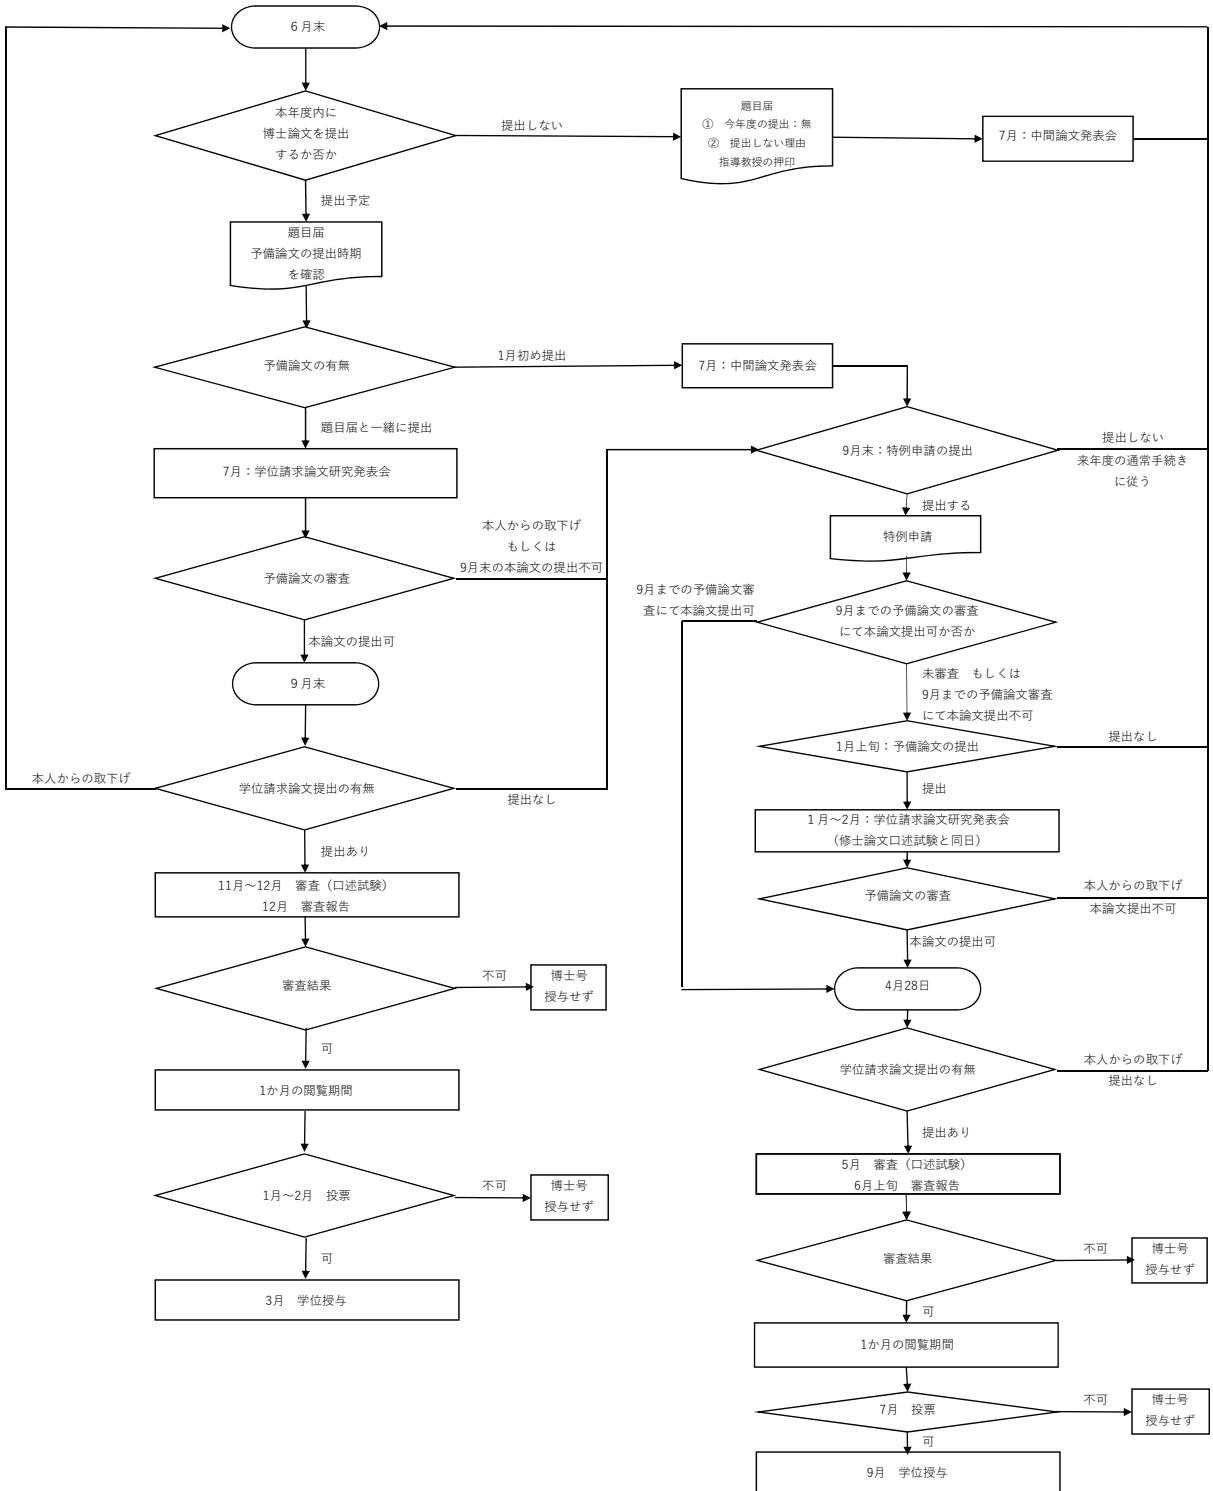 6月末
本年度内に
博士論文を提出
するか否か
提出しない
題目届
① 今年度の提出:無
② 提出しない理由
指導教授の押印
7月:中間論文発表会
提出予定
題目届
予備論文の提出時期
を確認
予備論文の有無
1月初め提出
7月:中間論文発表会
題目届と一緒に提出
7月:学位請求論文研究発表会
9月末:特例申請の提出
提出しない
来年度の通常手続き
に従う
提出する
特例申請
本人からの取下げ
もしくは
9月末の本論文の提出不可
予備論文の審査
9月までの予備論文審
査にて本論文提出可
9月までの予備論文の審査
にて本論文提出可か否か
本論文の提出可
9月末
未審査 もしくは
9月までの予備論文審査
にて本論文提出不可
1月上旬:予備論文の提出
提出なし
本人からの取下げ
学位請求論文提出の有無
提出なし
提出
1月~2月:学位請求論文研究発表会
(修士論文口述試験と同日)
提出あり
11月~12月 審査(口述試験)
12月 審査報告
予備論文の審査
本人からの取下げ
本論文提出不可
本論文の提出可
審査結果
不可
博士号
授与せず
4月28日
可
1か月の閲覧期間
学位請求論文提出の有無
本人からの取下げ
提出なし
提出あり
1月~2月 投票
不可
博士号
授与せず
5月 審査(口述試験)
6月上旬 審査報告
可
3月 学位授与
審査結果
不可
博士号
授与せず
可
1か月の閲覧期間
7月 投票
不可
博士号
授与せず
可
9月 学位授与